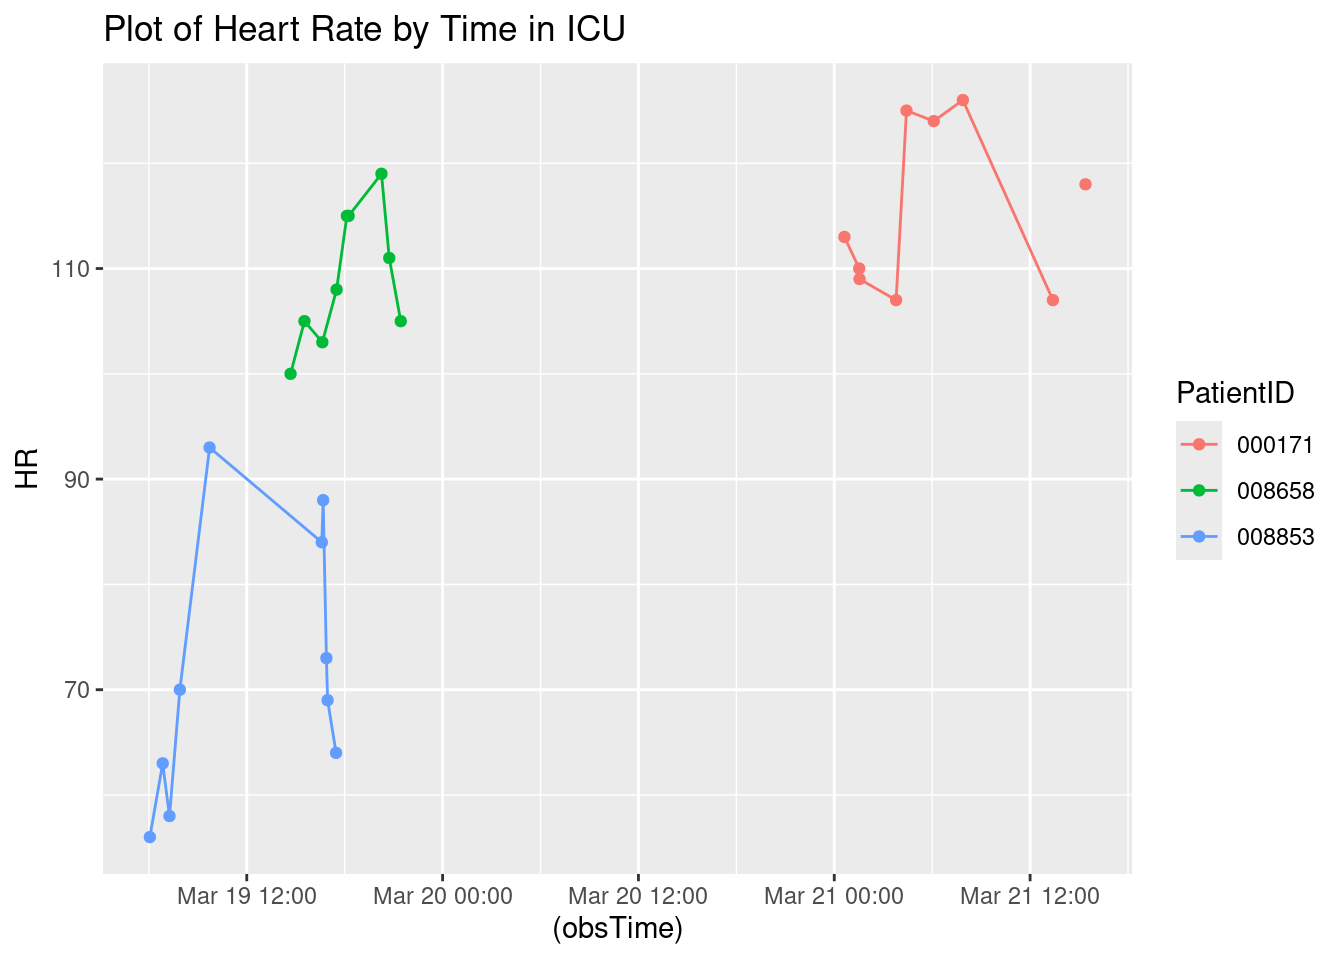 Plot of Heart Rate by Time in ICU
HR
110
90
70
Mar 19 12:00 Mar 20 00:00 Mar 20 12:00 Mar 21 00:00 Mar 21 12:00
(obsTime)
PatientID
000171
008658
008853